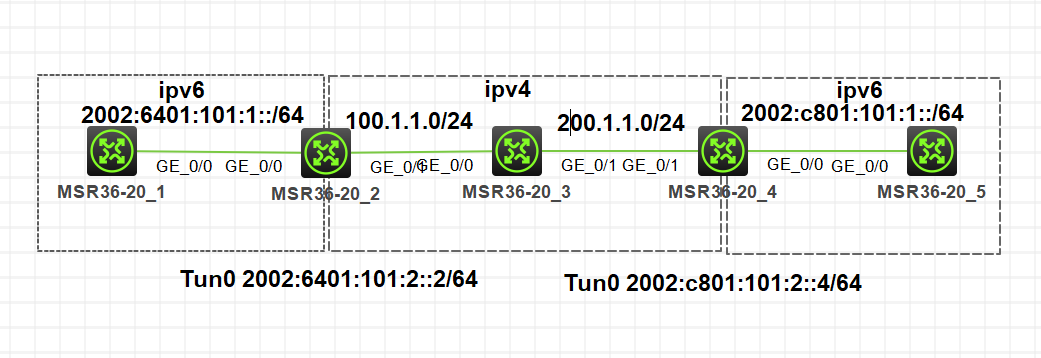 ipv6
2002:6401:101:1::/64
ipv4
100.1.1.0/24
200.1.1.0/24
ipv6
2002:c801:101:1::/64
GE_0/0
GE_0/0
GE_0/1
GE_0/0
GE_0/1
GE_0/1
GE_0/0
GE_0/0
MSR36-20_1
MSR36-20_2
MSR36-20_3
MSR36-20_4
MSR36-20_5
Tun0 2002:6401:101:2::2/64
Tun0 2002:c801:101:2::4/64